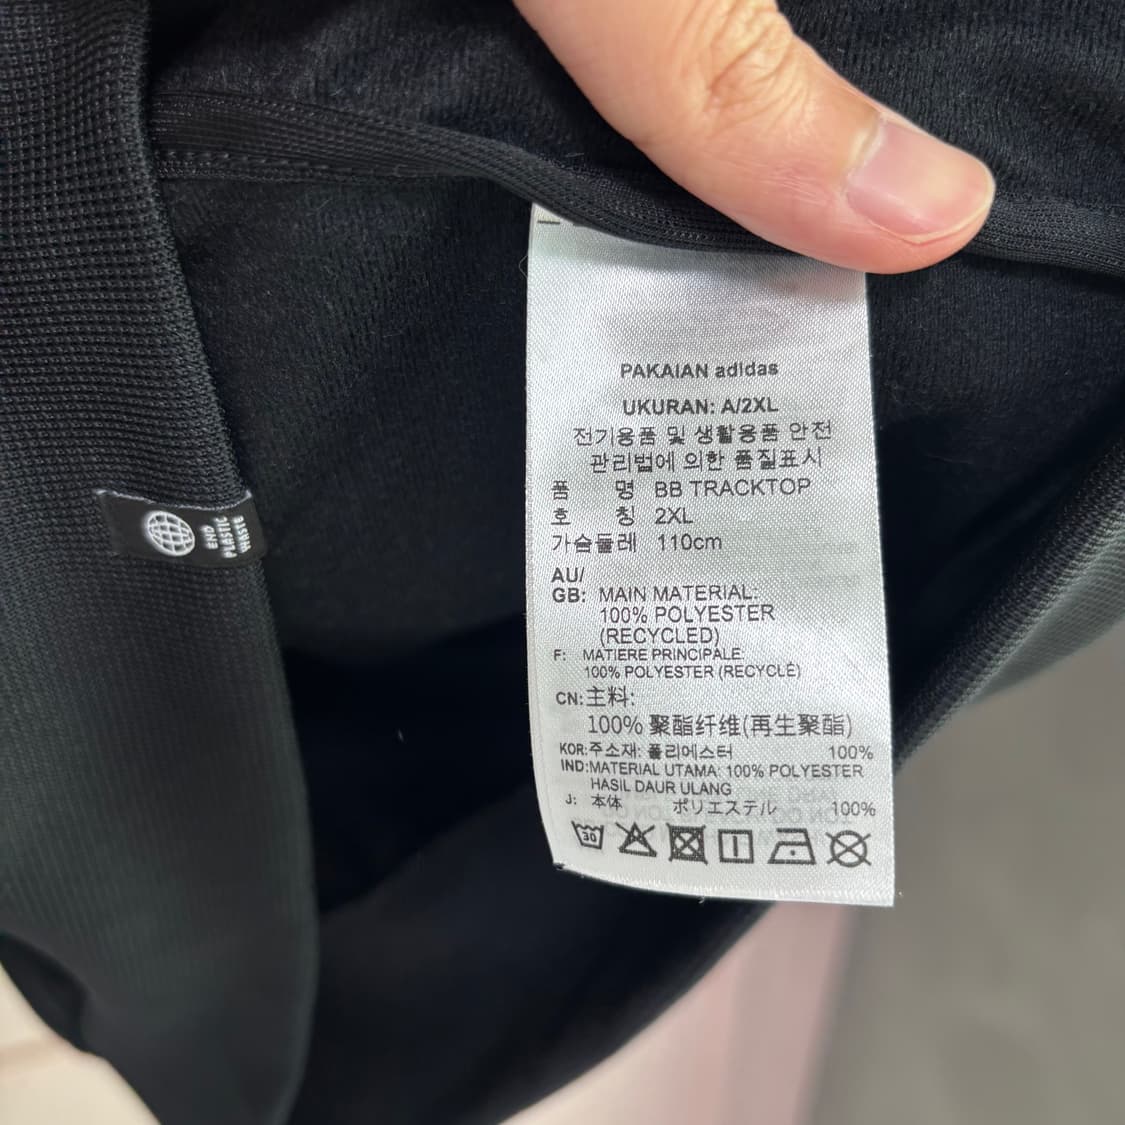 PAKAIAN adidas
UKURAN: A/2XL
전기용품 및 생활용품 안전
관리법에 의한 품질표시
품 명 BB TRACKTOP
호 칭 2XL
가슴둘레 110cm
AU/
GB: MAIN MATERIAL:
100% POLYESTER
(RECYCLED)
F: MATIERE PRINCIPALE:
100% POLYESTER (RECYCLÉ)
CN: 主料:
100% 聚酯纤维(再生聚酯)
KOR: 주소재: 폴리에스터 100%
IND: MATERIAL UTAMA: 100% POLYESTER
HASIL DAUR ULANG
J: 本体 ポリエステル 100%
30
END
PLASTIC
WASTE